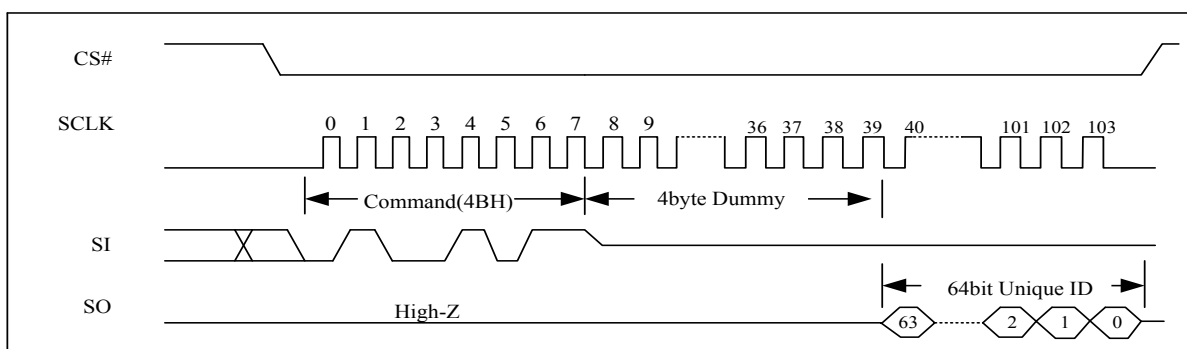 CS#
SCLK
0 1 2 3 4 5 6 7 8 9 36 37 38 39 40 101 102 103
Command(4BH) 4byte Dummy
SI
64bit Unique ID
SO High-Z 63 2 1 0